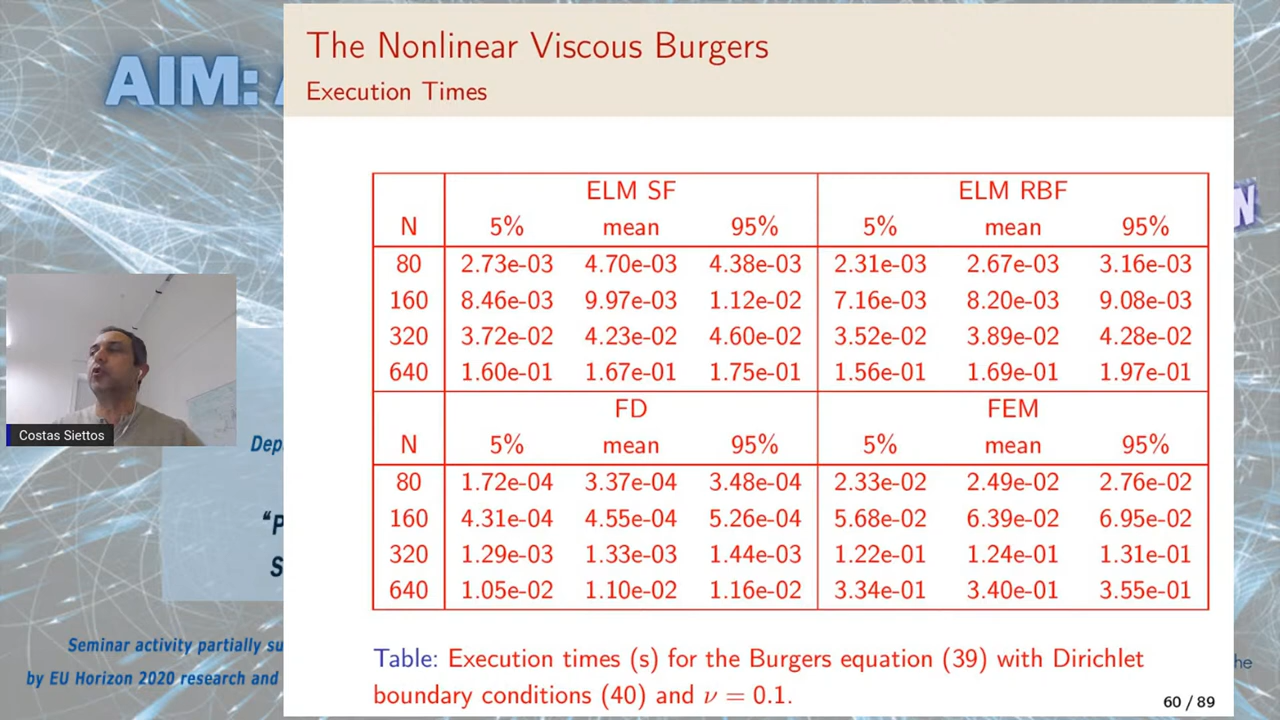 The Nonlinear Viscous Burgers
Execution Times
AIM:
ELM SF ELM RBF
N 5% mean 95% 5% mean 95%
80 2.73e-03 4.70e-03 4.38e-03 2.31e-03 2.67e-03 3.16e-03
160 8.46e-03 9.97e-03 1.12e-02 7.16e-03 8.20e-03 9.08e-03
320 3.72e-02 4.23e-02 4.60e-02 3.52e-02 3.89e-02 4.28e-02
640 1.60e-01 1.67e-01 1.75e-01 1.56e-01 1.69e-01 1.97e-01
FD FEM
N 5% mean 95% 5% mean 95%
80 1.72e-04 3.37e-04 3.48e-04 2.33e-02 2.49e-02 2.76e-02
160 4.31e-04 4.55e-04 5.26e-04 5.68e-02 6.39e-02 6.95e-02
320 1.29e-03 1.33e-03 1.44e-03 1.22e-01 1.24e-01 1.31e-01
640 1.05e-02 1.10e-02 1.16e-02 3.34e-01 3.40e-01 3.55e-01
Table: Execution times (s) for the Burgers equation (39) with Dirichlet
boundary conditions (40) and ν = 0.1.
60 / 89
Costas Siettos
Seminar activity partially
by EU Horizon 2020 research and